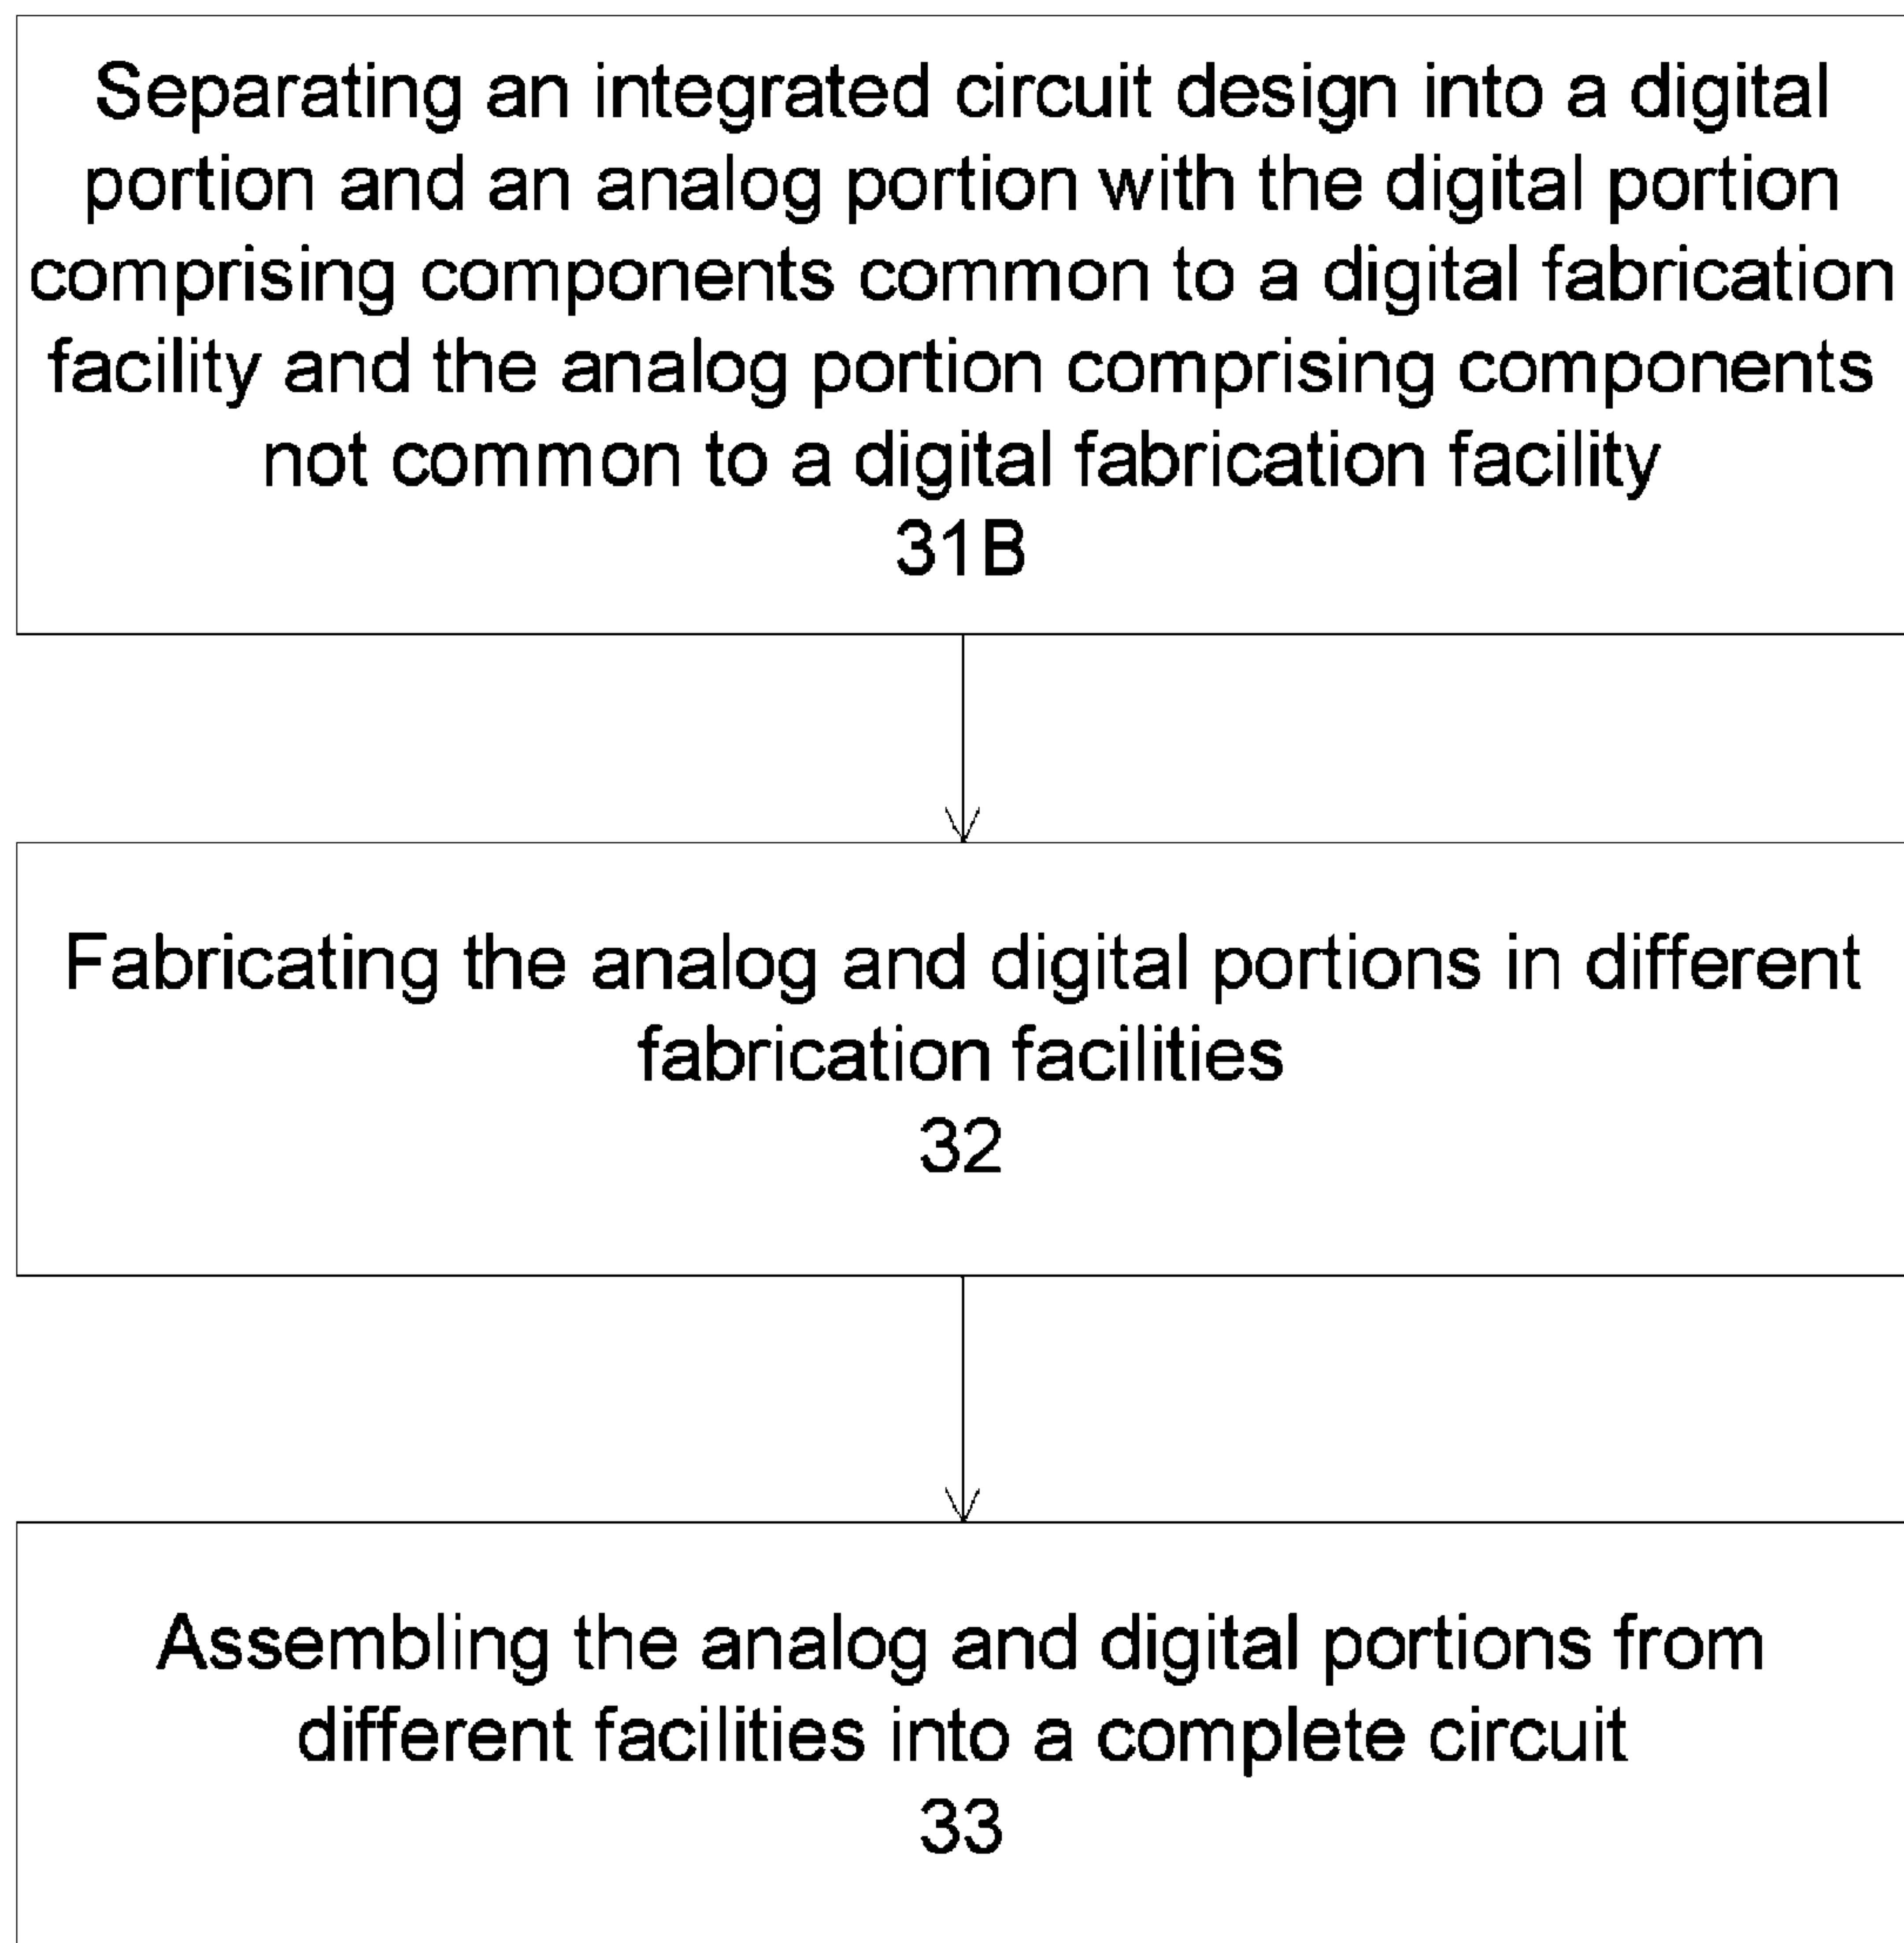 Separating an integrated circuit design into a digital
portion and an analog portion with the digital portion
comprising components common to a digital fabrication
facility and the analog portion comprising components
not common to a digital fabrication facility
31B
Fabricating the analog and digital portions in different
fabrication facilities
32
Assembling the analog and digital portions from
different facilities into a complete circuit
33